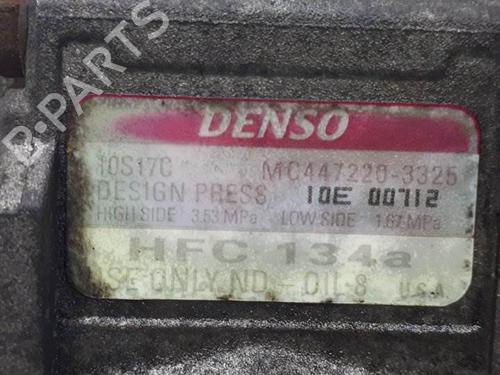 DENSO
10S17C MC447220-3325
DESIGN PRESS 10E 00712
HIGH SIDE 3.53 MPa LOW SIDE 1.67 MPa
HFC 134a
USE ONLY ND-OIL 8 U.S.A
B-PARTS